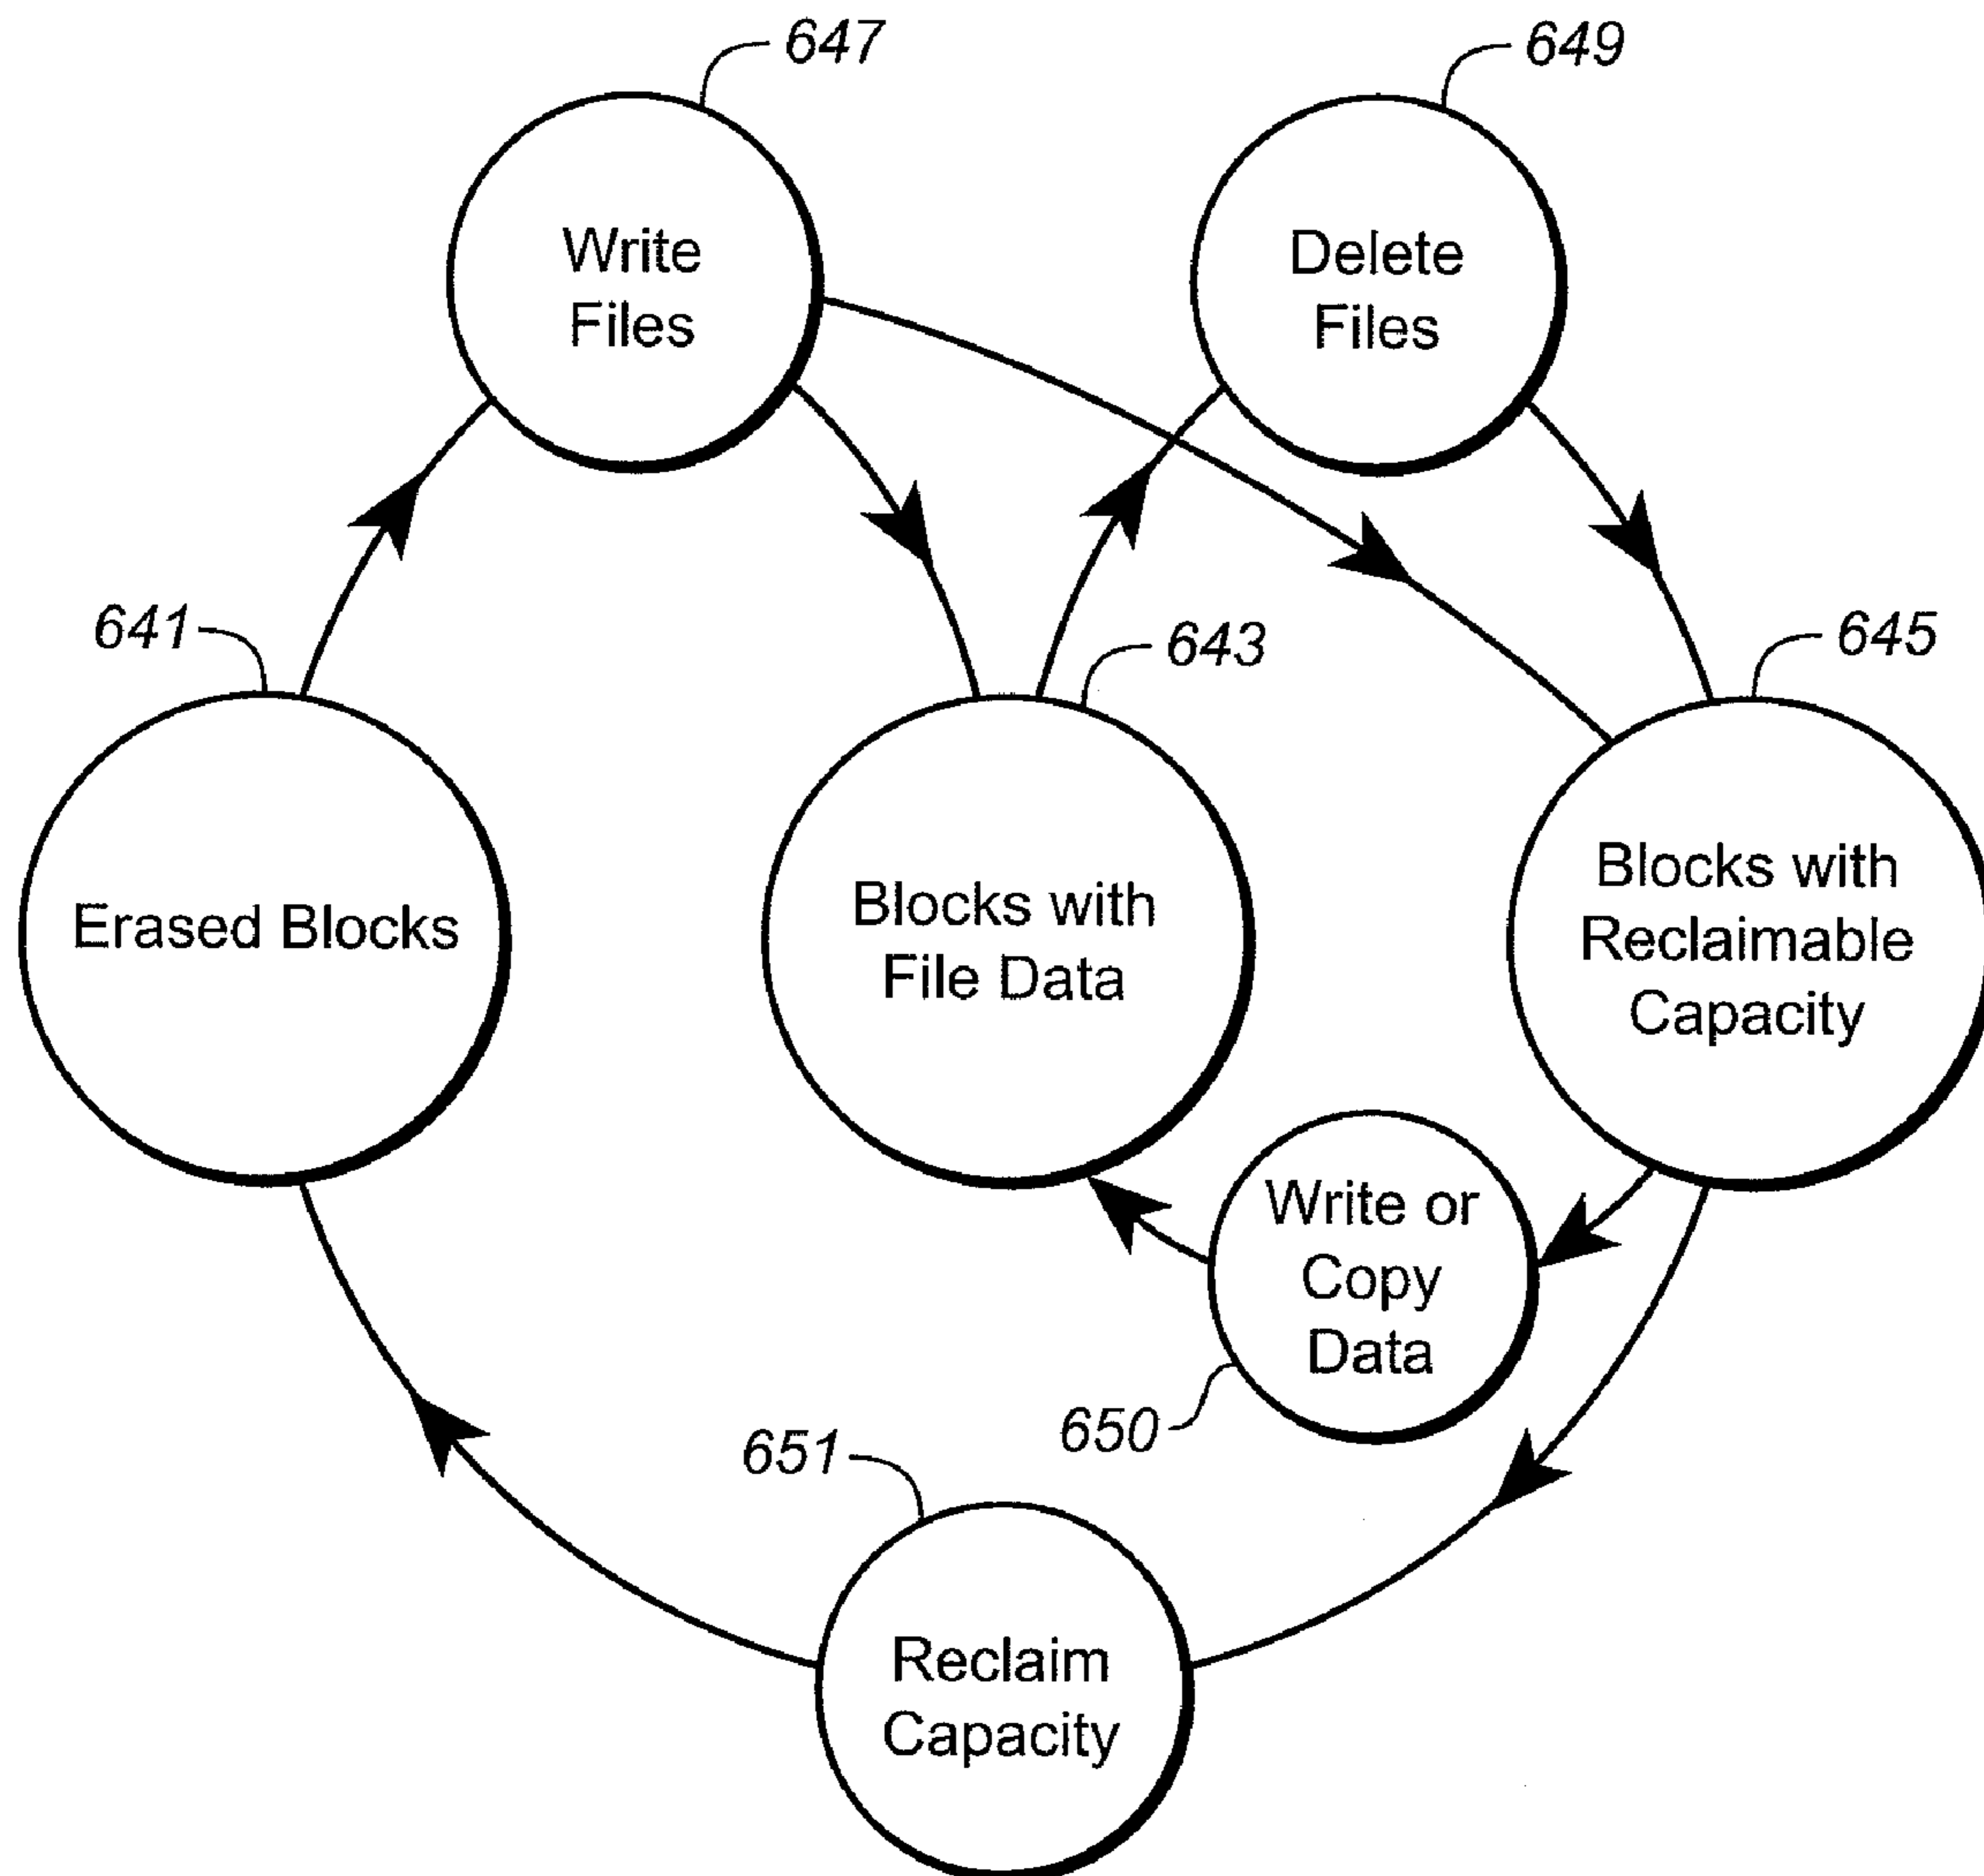 647
649
Write
Files
Delete
Files
641
643
645
Erased Blocks
Blocks with
File Data
Blocks with
Reclaimable
Capacity
Write or
Copy
Data
650
651
Reclaim
Capacity